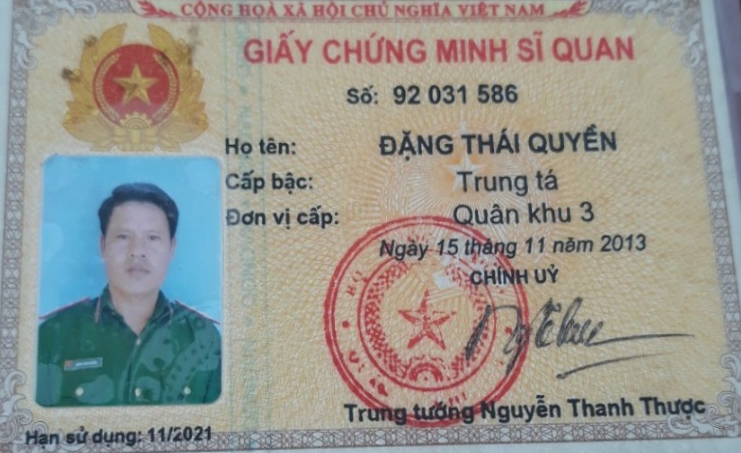 CỘNG HOÀ XÃ HỘI CHỦ NGHĨA VIỆT NAM
GIẤY CHỨNG MINH SĨ QUAN
Số: 92 031 586
Họ tên: ĐẶNG THÁI QUYỀN
Cấp bậc: Trung tá
Đơn vị cấp: Quân khu 3
Ngày 15 tháng 11 năm 2013
CHÍNH UỶ
Trung tướng Nguyễn Thanh Thược
Hạn sử dụng: 11/2021